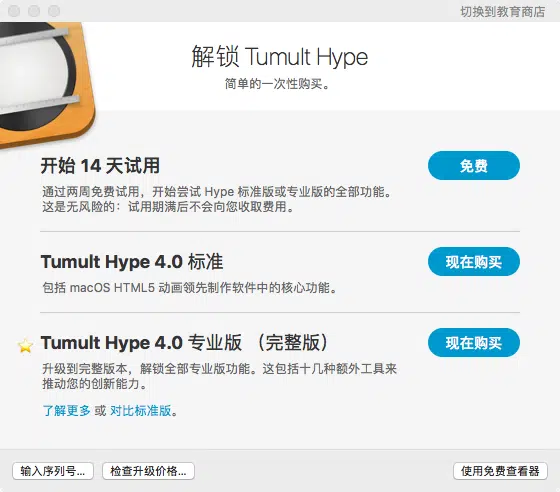 切换到教育商店
解锁 Tumult Hype
简单的一次性购买。
开始 14 天试用
免费
通过两周免费试用，开始尝试 Hype 标准版或专业版的全部功能。
这是无风险的：试用期满后不会向您收取费用。
Tumult Hype 4.0 标准
现在购买
包括 macOS HTML5 动画领先制作软件中的核心功能。
Tumult Hype 4.0 专业版 （完整版）
现在购买
升级到完整版本，解锁全部专业版功能。这包括十几种额外工具来
推动您的创新能力。
了解更多 或 对比标准版。
输入序列号... 检查升级价格... 使用免费查看器